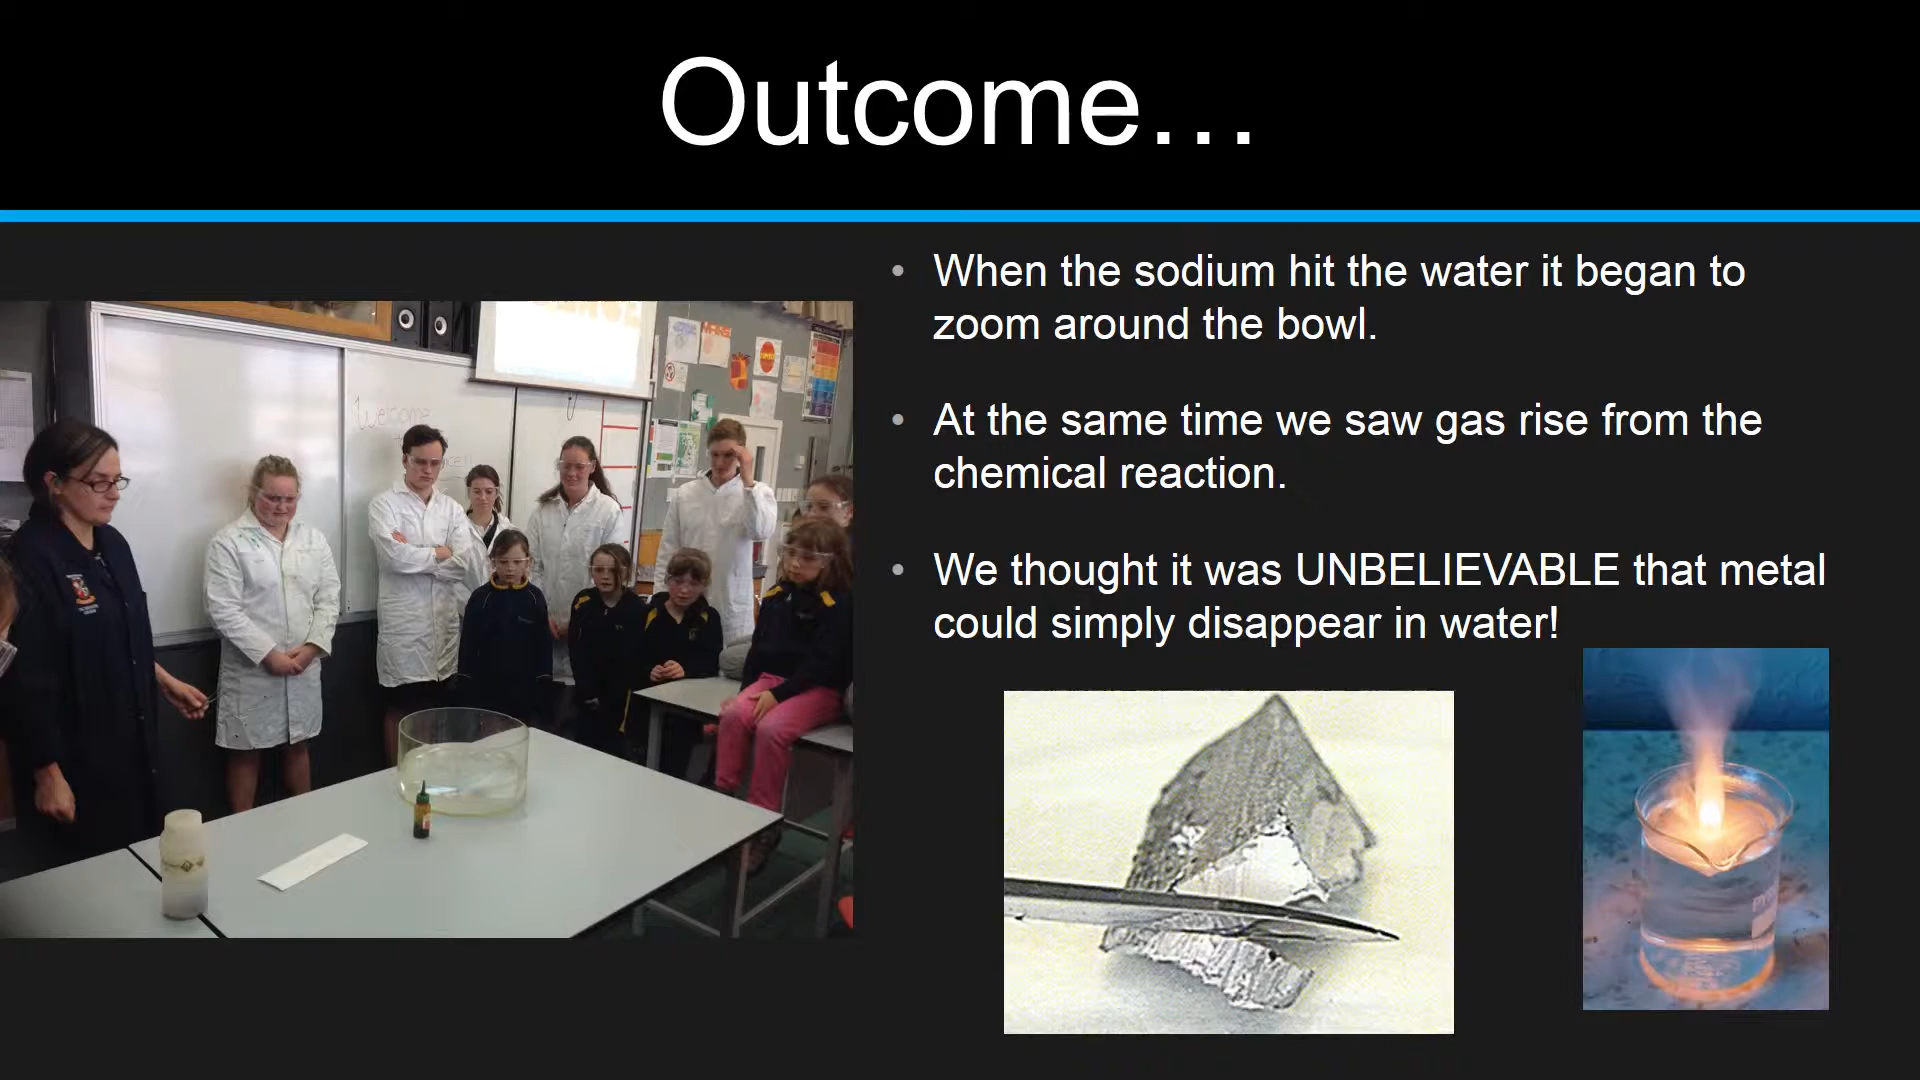 Outcome…
When the sodium hit the water it began to
zoom around the bowl.
At the same time we saw gas rise from the
chemical reaction.
We thought it was UNBELIEVABLE that metal
could simply disappear in water!
Welcome